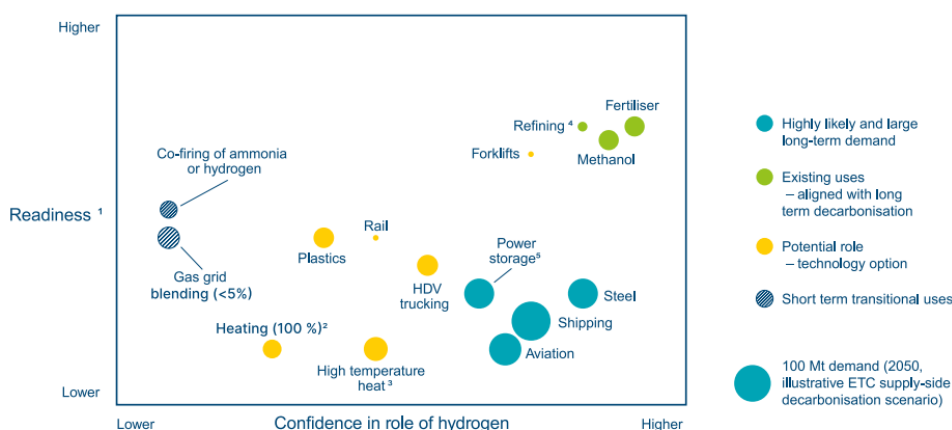 Higher
Fertiliser
Refining ⁴
Methanol
Forklifts
Co-firing of ammonia
or hydrogen
Readiness ¹
Rail
Plastics
Gas grid
blending (<5%)
HDV
trucking
Power
storage⁵
Steel
Shipping
Aviation
Heating (100 %)²
High temperature
heat ³
Lower
Lower
Confidence in role of hydrogen
Higher
Highly likely and large
long-term demand
Existing uses
– aligned with long
term decarbonisation
Potential role
– technology option
Short term transitional uses
100 Mt demand (2050,
illustrative ETC supply-side
decarbonisation scenario)